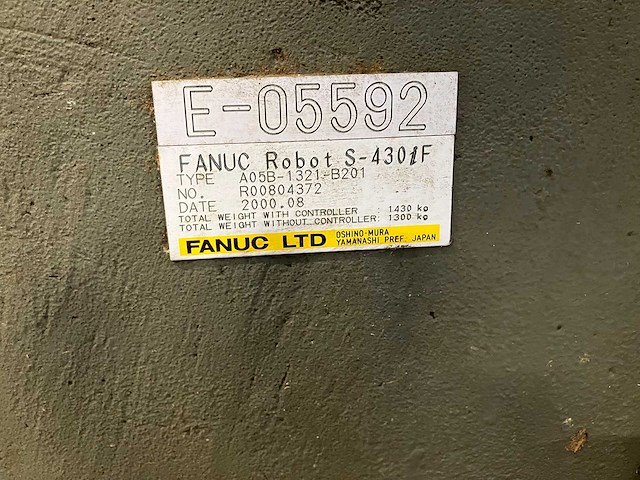 E-05592
FANUC Robot S-430iF
TYPE A05B-1321-B201
NO. R00804372
DATE 2000.08
TOTAL WEIGHT WITH CONTROLLER : 1430 kg
TOTAL WEIGHT WITHOUT CONTROLLER: 1300 kg
FANUC LTD OSHINO-MURA
YAMANASHI PREF. JAPAN